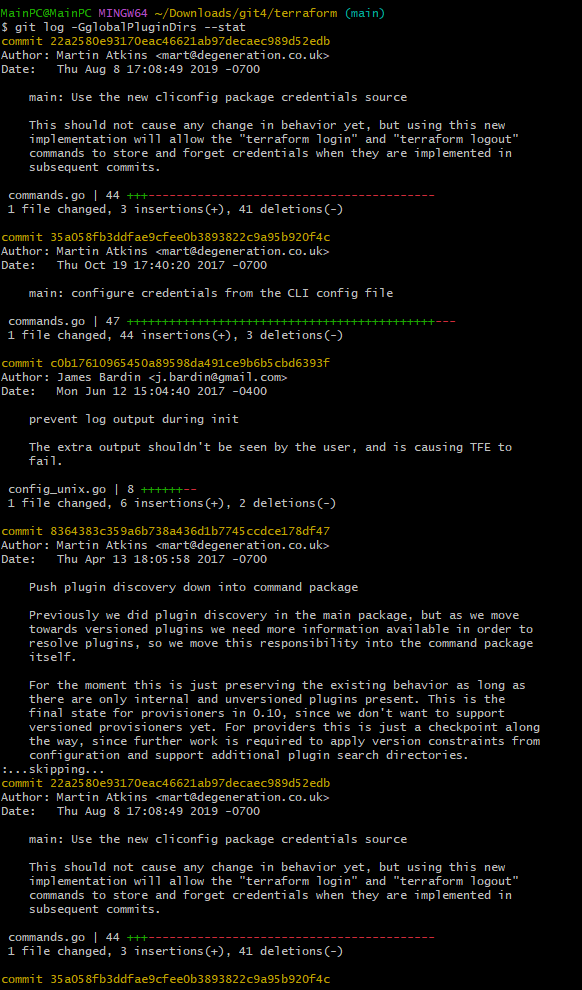 MainPC@MainPC MINGW64 ~/Downloads/git4/terraform (main)
$ git log -GglobalPluginDirs --stat
commit 22a2580e93170eac46621ab97decaec989d52edb
Author: Martin Atkins <mart@degeneration.co.uk>
Date:   Thu Aug 8 17:08:49 2019 -0700

    main: Use the new cliconfig package credentials source

    This should not cause any change in behavior yet, but using this new
    implementation will allow the "terraform login" and "terraform logout"
    commands to store and forget credentials when they are implemented in
    subsequent commits.

 commands.go | 44 +++-----------------------------------------
 1 file changed, 3 insertions(+), 41 deletions(-)

commit 35a058fb3ddfae9cfee0b3893822c9a95b920f4c
Author: Martin Atkins <mart@degeneration.co.uk>
Date:   Thu Oct 19 17:40:20 2017 -0700

    main: configure credentials from the CLI config file

 commands.go | 47 ++++++++++++++++++++++++++++++++++++++++++++---
 1 file changed, 44 insertions(+), 3 deletions(-)

commit c0b17610965450a89598da491ce9b6b5cbd6393f
Author: James Bardin <j.bardin@gmail.com>
Date:   Mon Jun 12 15:04:40 2017 -0400

    prevent log output during init

    The extra output shouldn't be seen by the user, and is causing TFE to
    fail.

 config_unix.go | 8 ++++++--
 1 file changed, 6 insertions(+), 2 deletions(-)

commit 8364383c359a6b738a436d1b7745ccdce178df47
Author: Martin Atkins <mart@degeneration.co.uk>
Date:   Thu Apr 13 18:05:58 2017 -0700

    Push plugin discovery down into command package

    Previously we did plugin discovery in the main package, but as we move
    towards versioned plugins we need more information available in order to
    resolve plugins, so we move this responsibility into the command package
    itself.

    For the moment this is just preserving the existing behavior as long as
    there are only internal and unversioned plugins present. This is the
    final state for provisioners in 0.10, since we don't want to support
    versioned provisioners yet. For providers this is just a checkpoint along
    the way, since further work is required to apply version constraints from
    configuration and support additional plugin search directories.
:...skipping...
commit 22a2580e93170eac46621ab97decaec989d52edb
Author: Martin Atkins <mart@degeneration.co.uk>
Date:   Thu Aug 8 17:08:49 2019 -0700

    main: Use the new cliconfig package credentials source

    This should not cause any change in behavior yet, but using this new
    implementation will allow the "terraform login" and "terraform logout"
    commands to store and forget credentials when they are implemented in
    subsequent commits.

 commands.go | 44 +++-----------------------------------------
 1 file changed, 3 insertions(+), 41 deletions(-)

commit 35a058fb3ddfae9cfee0b3893822c9a95b920f4c